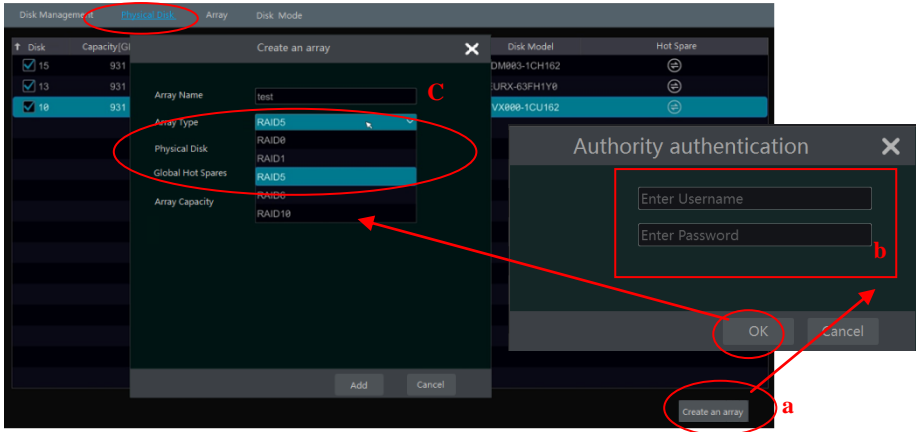 Disk Management Physical Disk Array Disk Mode
Disk Capacity[G Create an array Disk Model Hot Spare
15 931 DM003-1CH162
13 931 URX-63FH1Y0
10 931 VX000-1CU162
Array Name test C
Array Type RAID5
RAID0
Physical Disk
RAID1
Global Hot Spares RAID5
RAID6
Array Capacity
RAID10
Add Cancel
Authority authentication
Enter Username
Enter Password
b
OK Cancel
Create an array a